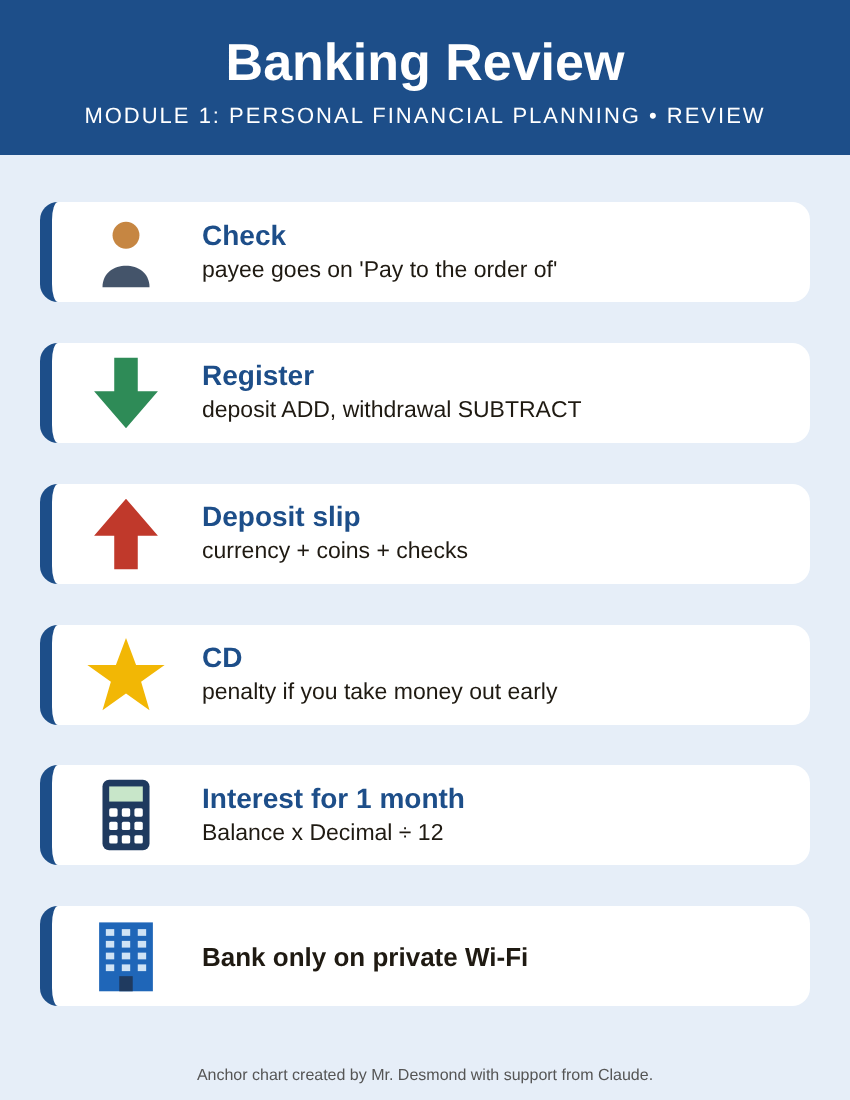 Banking Review
MODULE 1: PERSONAL FINANCIAL PLANNING • REVIEW
Check
payee goes on 'Pay to the order of'
Register
deposit ADD, withdrawal SUBTRACT
Deposit slip
currency + coins + checks
CD
penalty if you take money out early
Interest for 1 month
Balance x Decimal ÷ 12
Bank only on private Wi-Fi
Anchor chart created by Mr. Desmond with support from Claude.